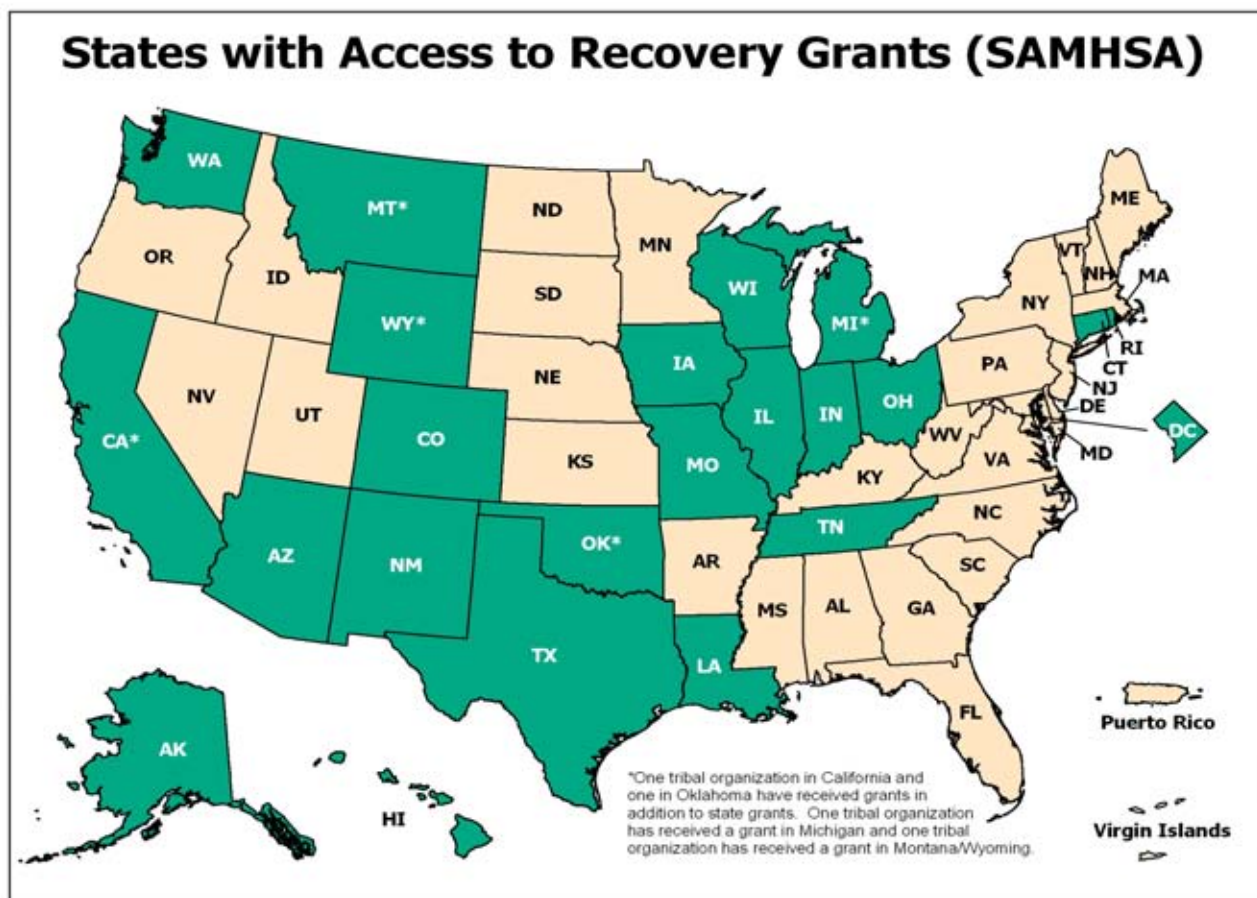 States with Access to Recovery Grants (SAMHSA)
WA
MT*
ND
MN
ME
VT
NH
OR
ID
SD
WI
NY
MA
WY*
MI*
RI
CT
IA
PA
NE
NJ
NV
UT
OH
DE
IL
IN
DC
CA*
CO
WV
MD
KS
MO
VA
KY
NC
TN
AZ
NM
OK*
AR
SC
MS
AL
GA
TX
LA
FL
Puerto Rico
AK
HI
*One tribal organization in California and
one in Oklahoma have received grants in
addition to state grants.  One tribal organization
has received a grant in Michigan and one tribal
organization has received a grant in Montana/Wyoming.
Virgin Islands